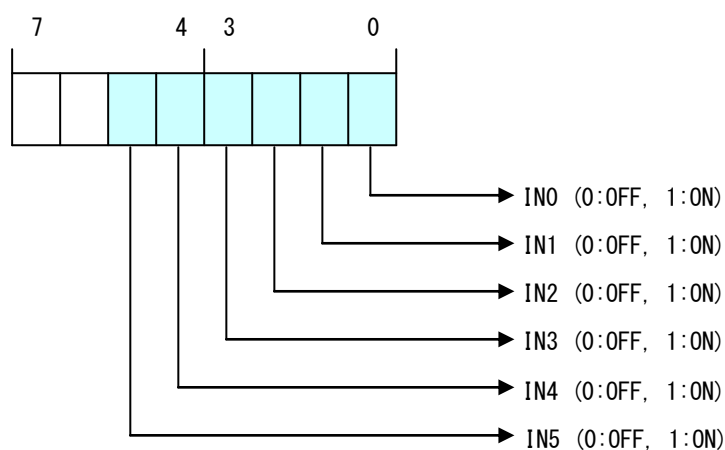 7 4 3 0
IN0 (0:OFF, 1:ON)
IN1 (0:OFF, 1:ON)
IN2 (0:OFF, 1:ON)
IN3 (0:OFF, 1:ON)
IN4 (0:OFF, 1:ON)
IN5 (0:OFF, 1:ON)